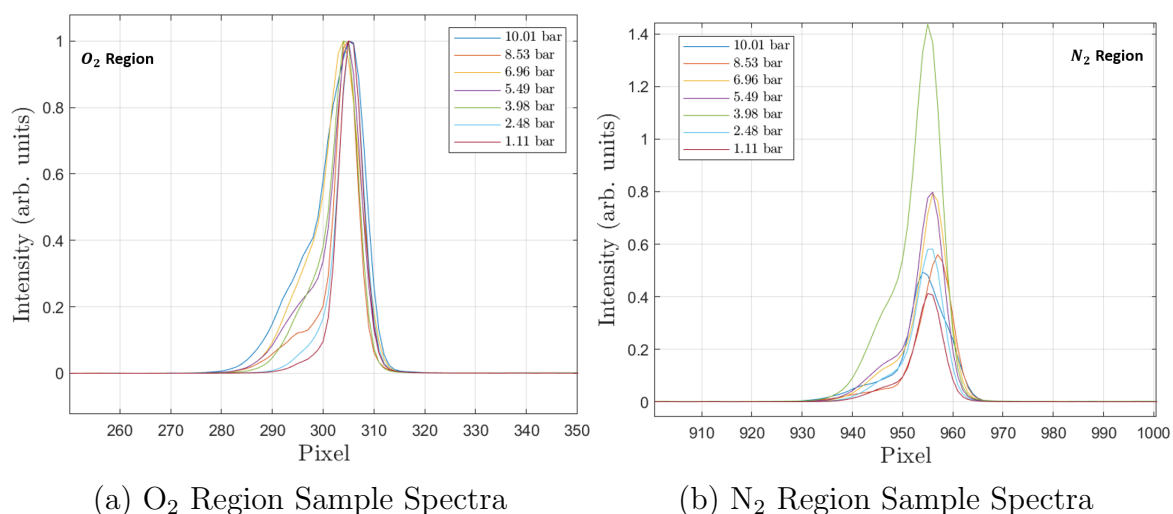 O₂ Region
10.01 bar
8.53 bar
6.96 bar
5.49 bar
3.98 bar
2.48 bar
1.11 bar
1
0.8
0.6
0.4
0.2
0
Intensity (arb. units)
260 270 280 290 300 310 320 330 340 350
Pixel
(a) O₂ Region Sample Spectra
N₂ Region
10.01 bar
8.53 bar
6.96 bar
5.49 bar
3.98 bar
2.48 bar
1.11 bar
1.4
1.2
1
0.8
0.6
0.4
0.2
0
Intensity (arb. units)
910 920 930 940 950 960 970 980 990 1000
Pixel
(b) N₂ Region Sample Spectra